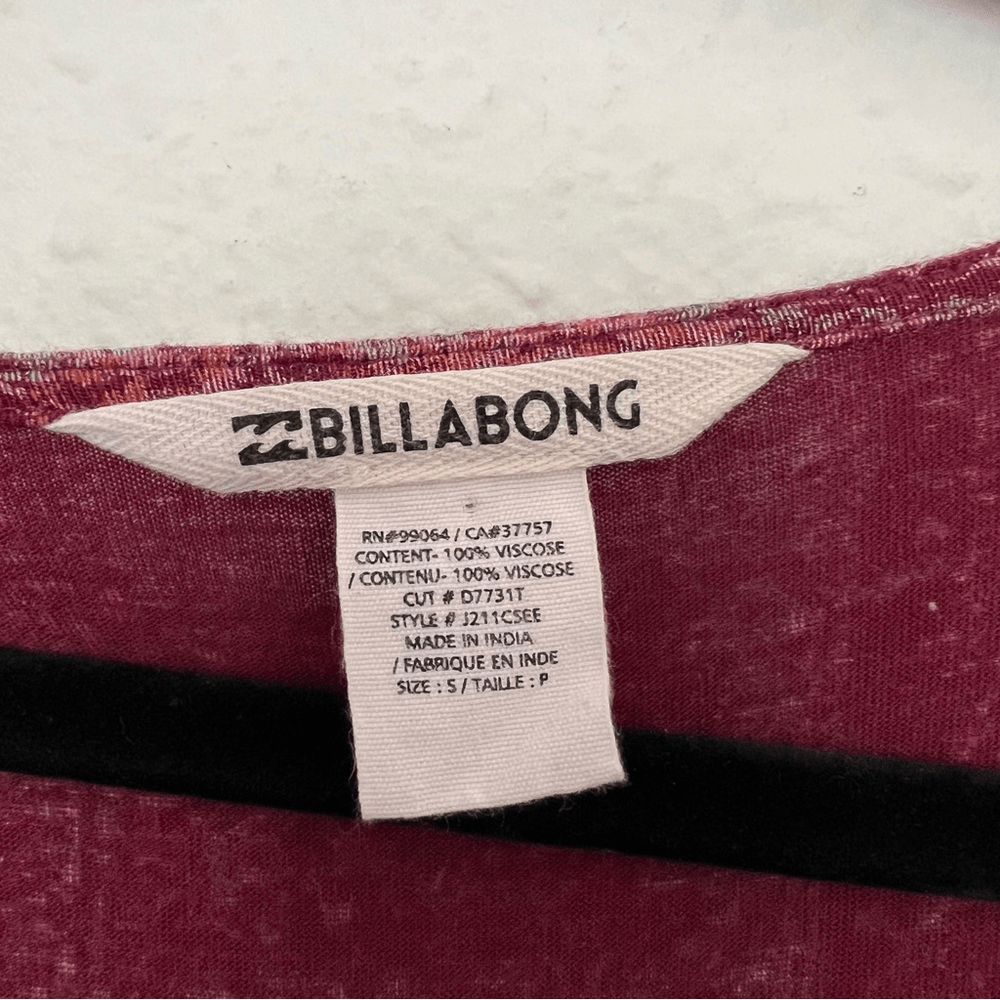 BILLABONG
RN#99064 / CA#37757
CONTENT- 100% VISCOSE
/ CONTENU- 100% VISCOSE
CUT # D7731T
STYLE # J211CSEE
MADE IN INDIA
/ FABRIQUE EN INDE
SIZE : S / TAILLE : P